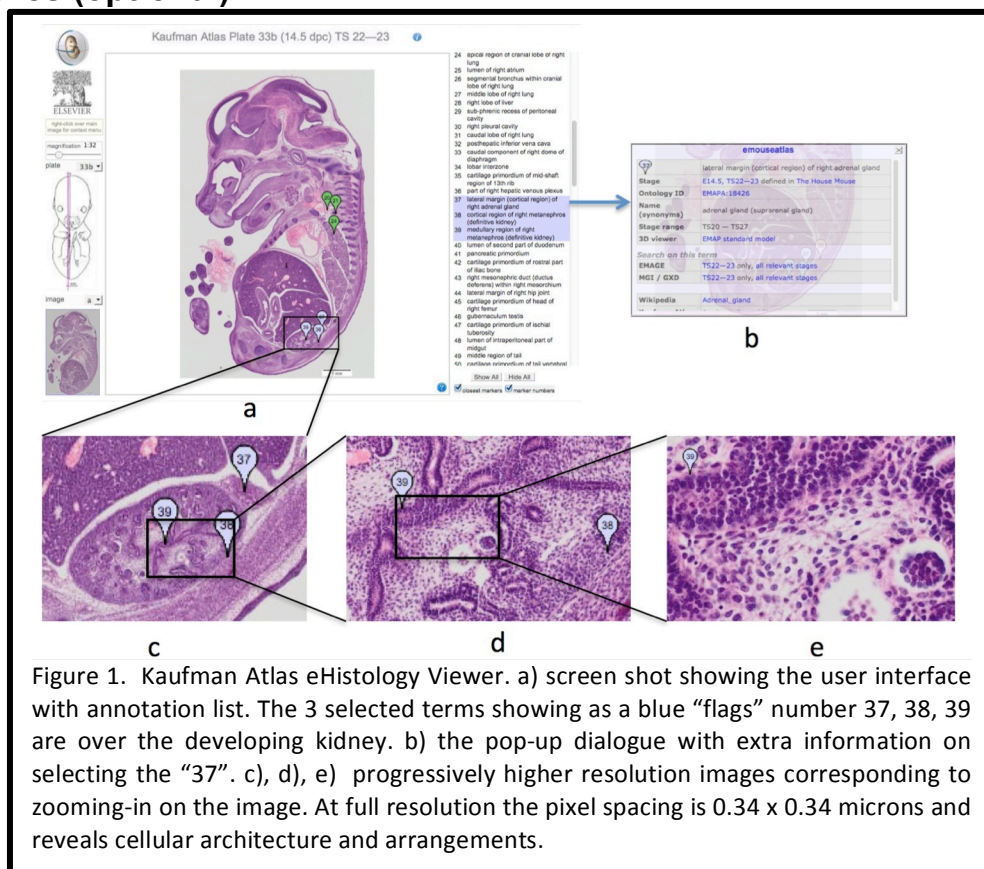 Kaufman Atlas Plate 33b (14.5 dpc) TS 22—23
ELSEVIER
right-click over main
image for context menu
magnification 1:32
plate 33b
image a
24 apical region of cranial lobe of right
lung
25 lumen of right atrium
26 segmental bronchus within cranial
lobe of right lung
27 middle lobe of right lung
28 right lobe of liver
29 sub-phrenic recess of peritoneal
cavity
30 right pleural cavity
31 caudal lobe of right lung
32 posthepatic inferior vena cava
33 caudal component of right dome of
diaphragm
34 lobar interzone
35 cartilage primordium of mid-shaft
region of 13th rib
36 part of right hepatic venous plexus
37 lateral margin (cortical region) of
right adrenal gland
38 cortical region of right metanephros
(definitive kidney)
39 medullary region of right
metanephros (definitive kidney)
40 lumen of second part of duodenum
41 pancreatic primordium
42 cartilage primordium of rostral part
of iliac bone
43 right mesonephric duct (ductus
deferens) within right mesorchium
44 lateral margin of right hip joint
45 cartilage primordium of head of
right femur
46 gubernaculum testis
47 cartilage primordium of ischial
tuberosity
48 lumen of intraperitoneal part of
midgut
49 middle region of tail
50 cartilage primordium of tail vertebral
Show All Hide All
closest markers marker numbers
a
emouseatlas
37 lateral margin (cortical region) of right adrenal gland
Stage E14.5, TS22—23 defined in The House Mouse
Ontology ID EMAPA:18426
Name
(synonyms) adrenal gland (suprarenal gland)
Stage range TS20 — TS27
3D viewer EMAP standard model
Search on this term
EMAGE TS22—23 only, all relevant stages
MGI / GXD TS22—23 only, all relevant stages
Wikipedia Adrenal_gland
b
37
39
38
c
39
38
d
39
e
Figure 1. Kaufman Atlas eHistology Viewer. a) screen shot showing the user interface
with annotation list. The 3 selected terms showing as a blue “flags” number 37, 38, 39
are over the developing kidney. b) the pop-up dialogue with extra information on
selecting the “37”. c), d), e) progressively higher resolution images corresponding to
zooming-in on the image. At full resolution the pixel spacing is 0.34 x 0.34 microns and
reveals cellular architecture and arrangements.